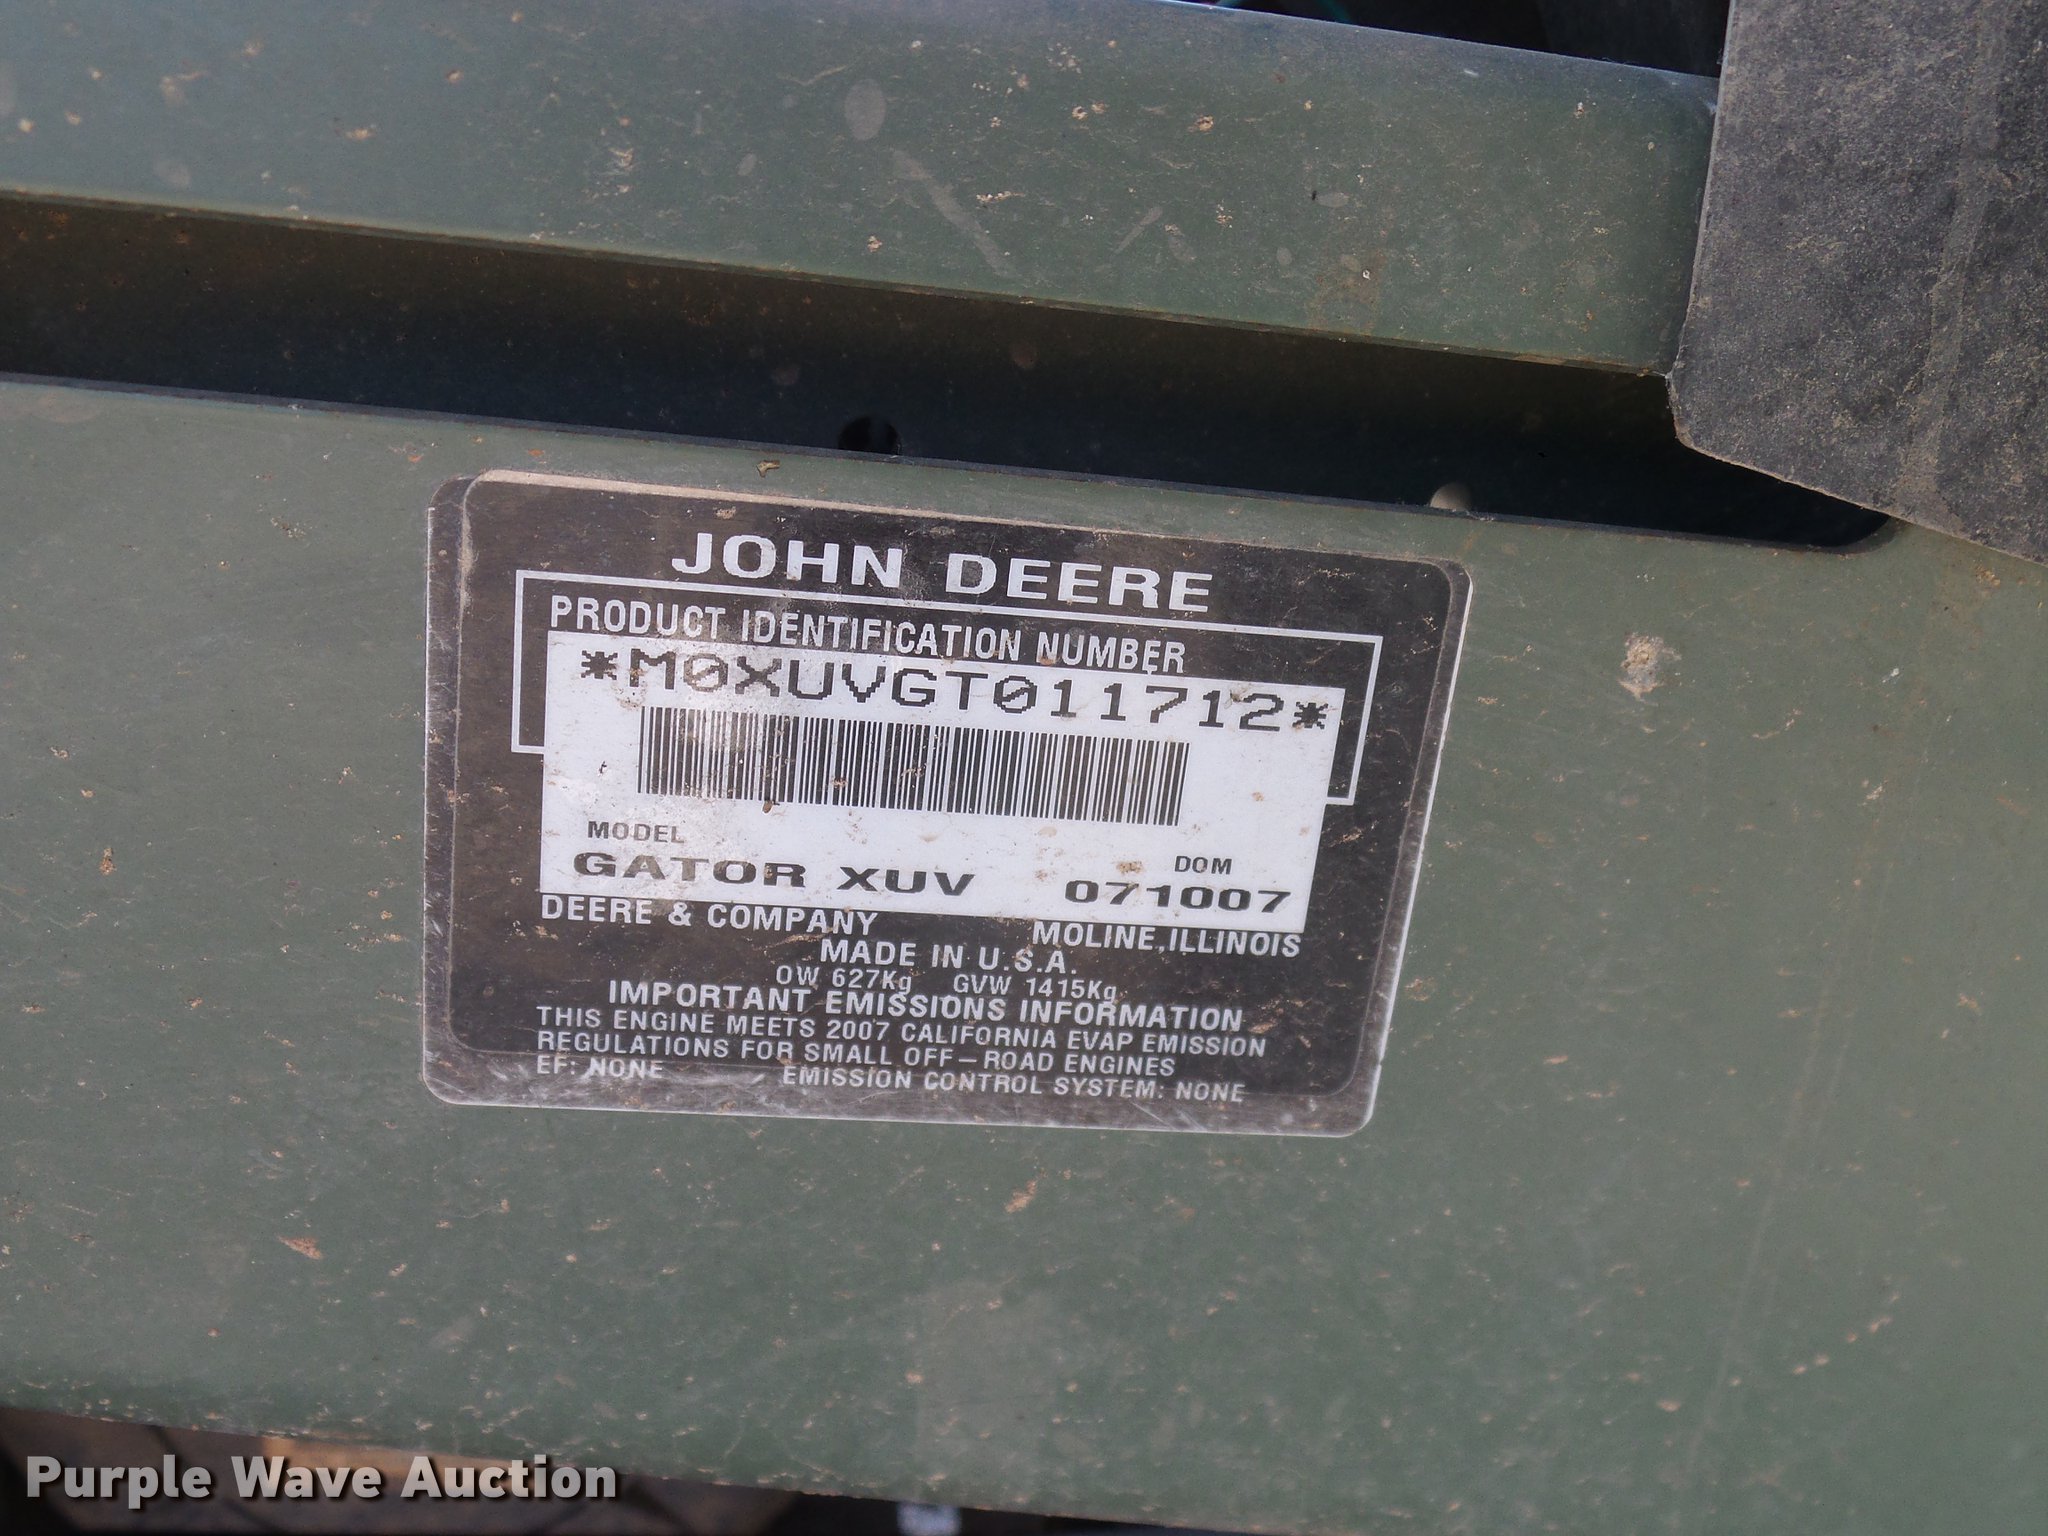 JOHN DEERE
PRODUCT IDENTIFICATION NUMBER
*M0XUVGT011712*
MODEL
GATOR XUV
DOM
071007
DEERE & COMPANY
MOLINE, ILLINOIS
MADE IN U.S.A.
OW 627Kg GVW 1415Kg
IMPORTANT EMISSIONS INFORMATION
THIS ENGINE MEETS 2007 CALIFORNIA EVAP EMISSION
REGULATIONS FOR SMALL OFF-ROAD ENGINES
EF: NONE EMISSION CONTROL SYSTEM: NONE
Purple Wave Auction